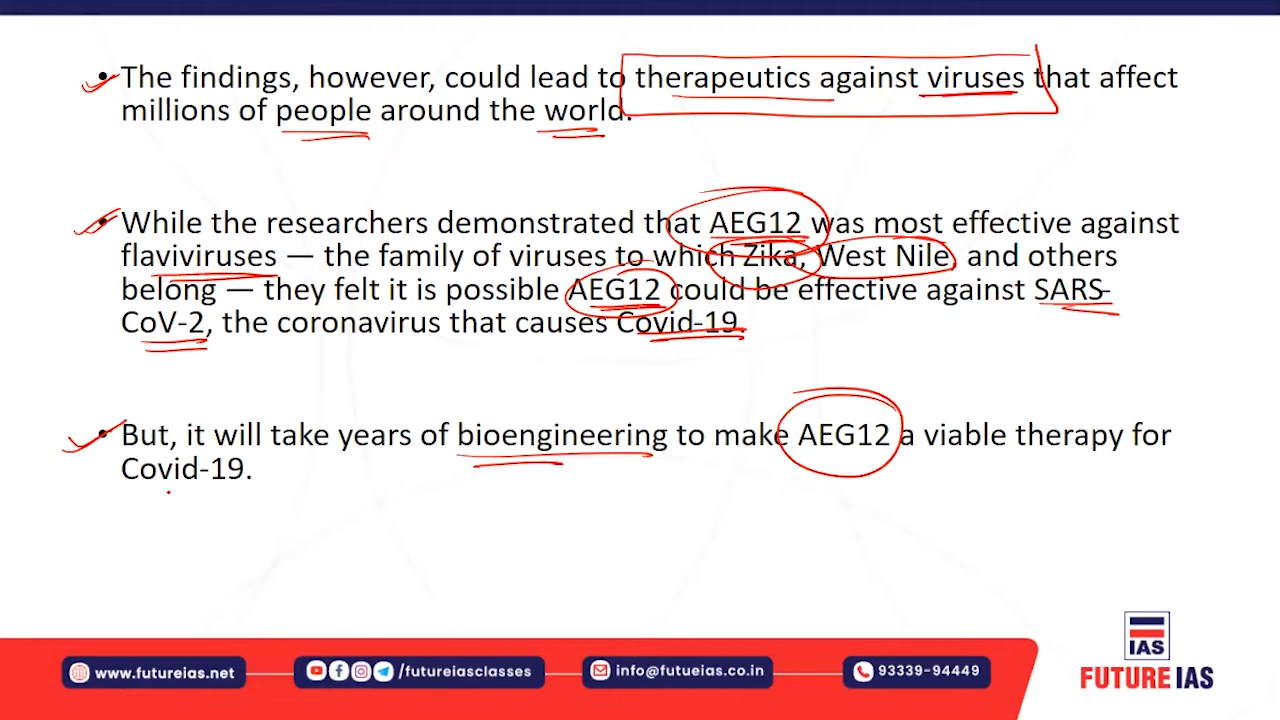 • The findings, however, could lead to therapeutics against viruses that affect
millions of people around the world.
• While the researchers demonstrated that AEG12 was most effective against
flaviviruses — the family of viruses to which Zika, West Nile, and others
belong — they felt it is possible AEG12 could be effective against SARS-
CoV-2, the coronavirus that causes Covid-19.
• But, it will take years of bioengineering to make AEG12 a viable therapy for
Covid-19.
IAS
FUTURE IAS
www.futureias.net
/futureiasclasses
info@futueias.co.in
93339-94449